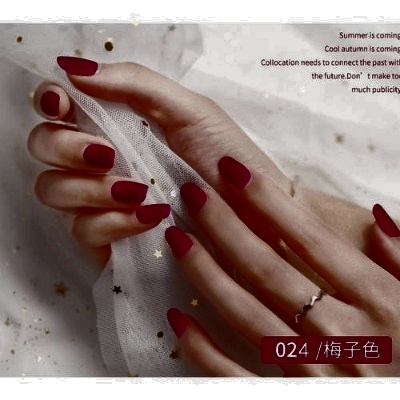 Summer is coming
Cool autumn is coming
Collocation needs to connect the past with
the future.Don't make too
much publicity
024 /梅子色